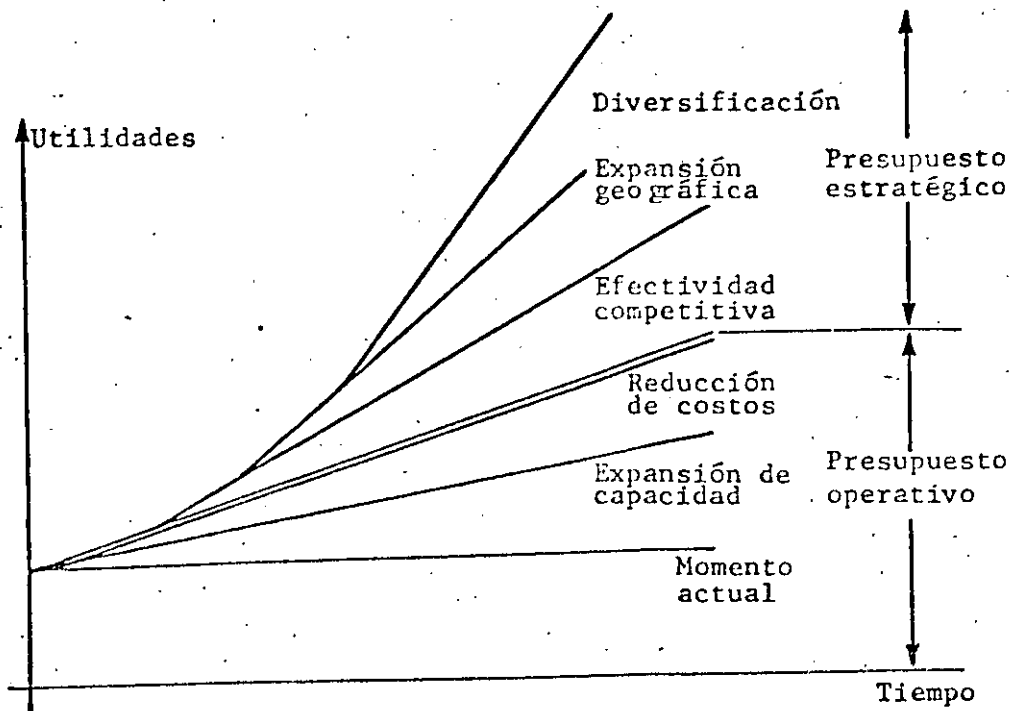 Diversificación
Utilidades
Expansión
geográfica
Presupuesto
estratégico
Efectividad
competitiva
Reducción
de costos
Expansión de
capacidad
Presupuesto
operativo
Momento
actual
Tiempo